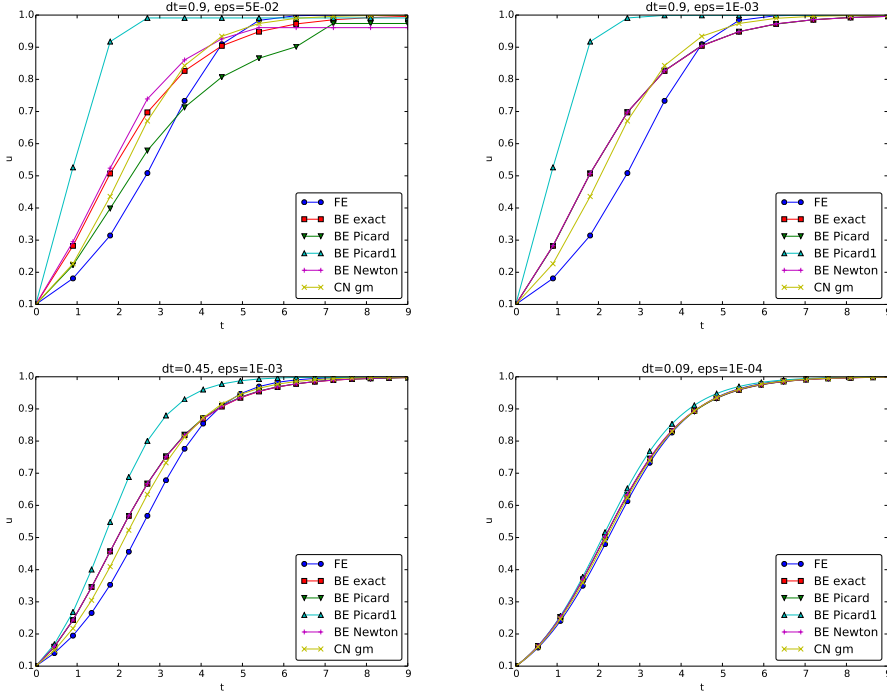 dt=0.9, eps=5E-02
1.0
0.9
0.8
0.7
0.6
0.5
0.4
0.3
0.2
0.1
u
0 1 2 3 4 5 6 7 8 9
t
FE
BE exact
BE Picard
BE Picard1
BE Newton
CN gm
dt=0.9, eps=1E-03
1.0
0.9
0.8
0.7
0.6
0.5
0.4
0.3
0.2
0.1
u
0 1 2 3 4 5 6 7 8 9
t
FE
BE exact
BE Picard
BE Picard1
BE Newton
CN gm
dt=0.45, eps=1E-03
1.0
0.9
0.8
0.7
0.6
0.5
0.4
0.3
0.2
0.1
u
0 1 2 3 4 5 6 7 8 9
t
FE
BE exact
BE Picard
BE Picard1
BE Newton
CN gm
dt=0.09, eps=1E-04
1.0
0.9
0.8
0.7
0.6
0.5
0.4
0.3
0.2
0.1
u
0 1 2 3 4 5 6 7 8 9
t
FE
BE exact
BE Picard
BE Picard1
BE Newton
CN gm